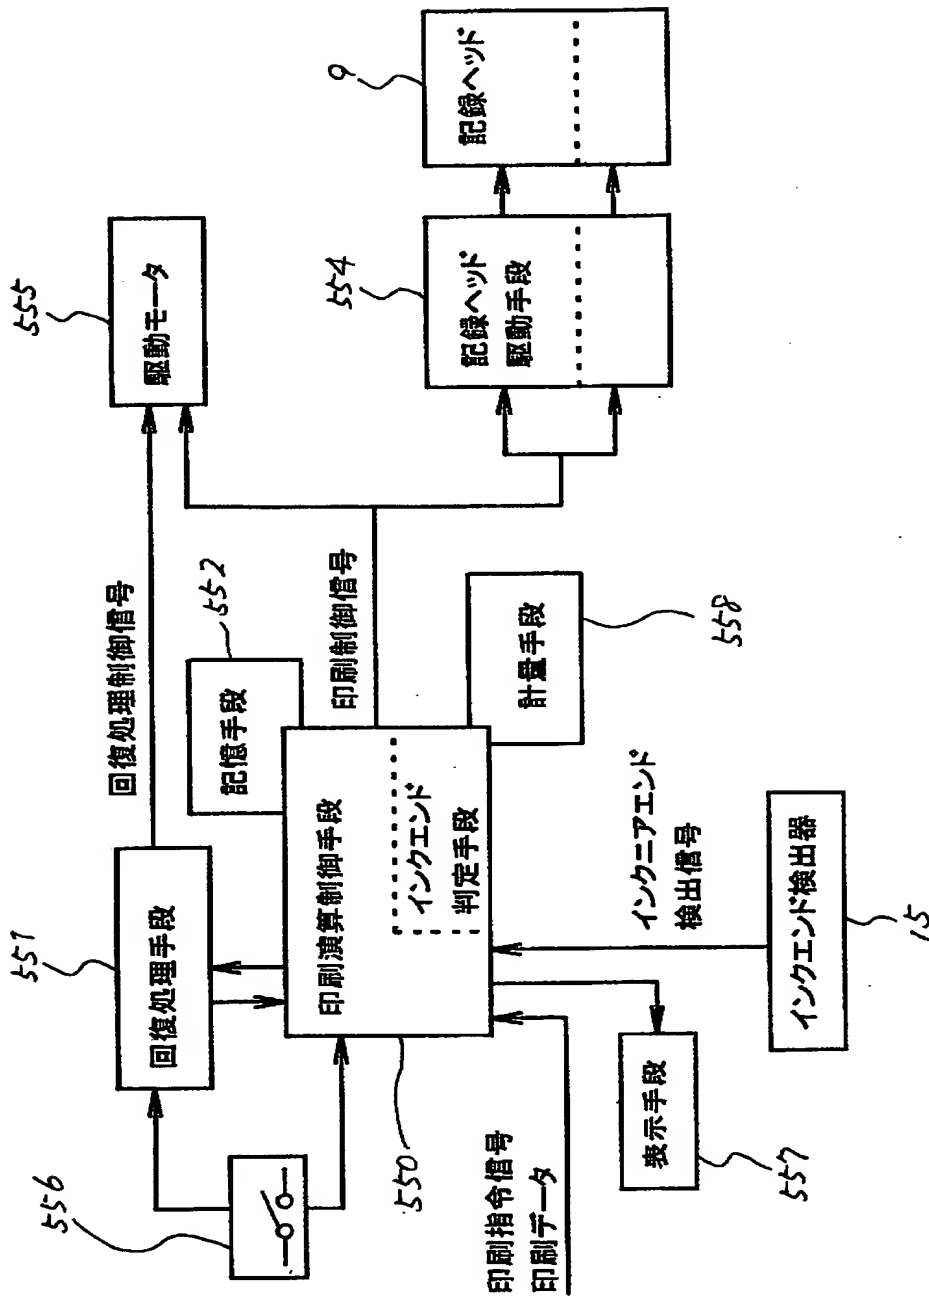 556
551
回復処理手段
回復処理制御信号
555
駆動モータ
記憶手段
552
印刷制御信号
印刷演算制御手段
インクエンド
判定手段
550
計量手段
558
554
記録ヘッド
駆動手段
9
記録ヘッド
印刷指令信号
印刷データ
表示手段
557
インクニアエンド
検出信号
インクエンド検出器
15